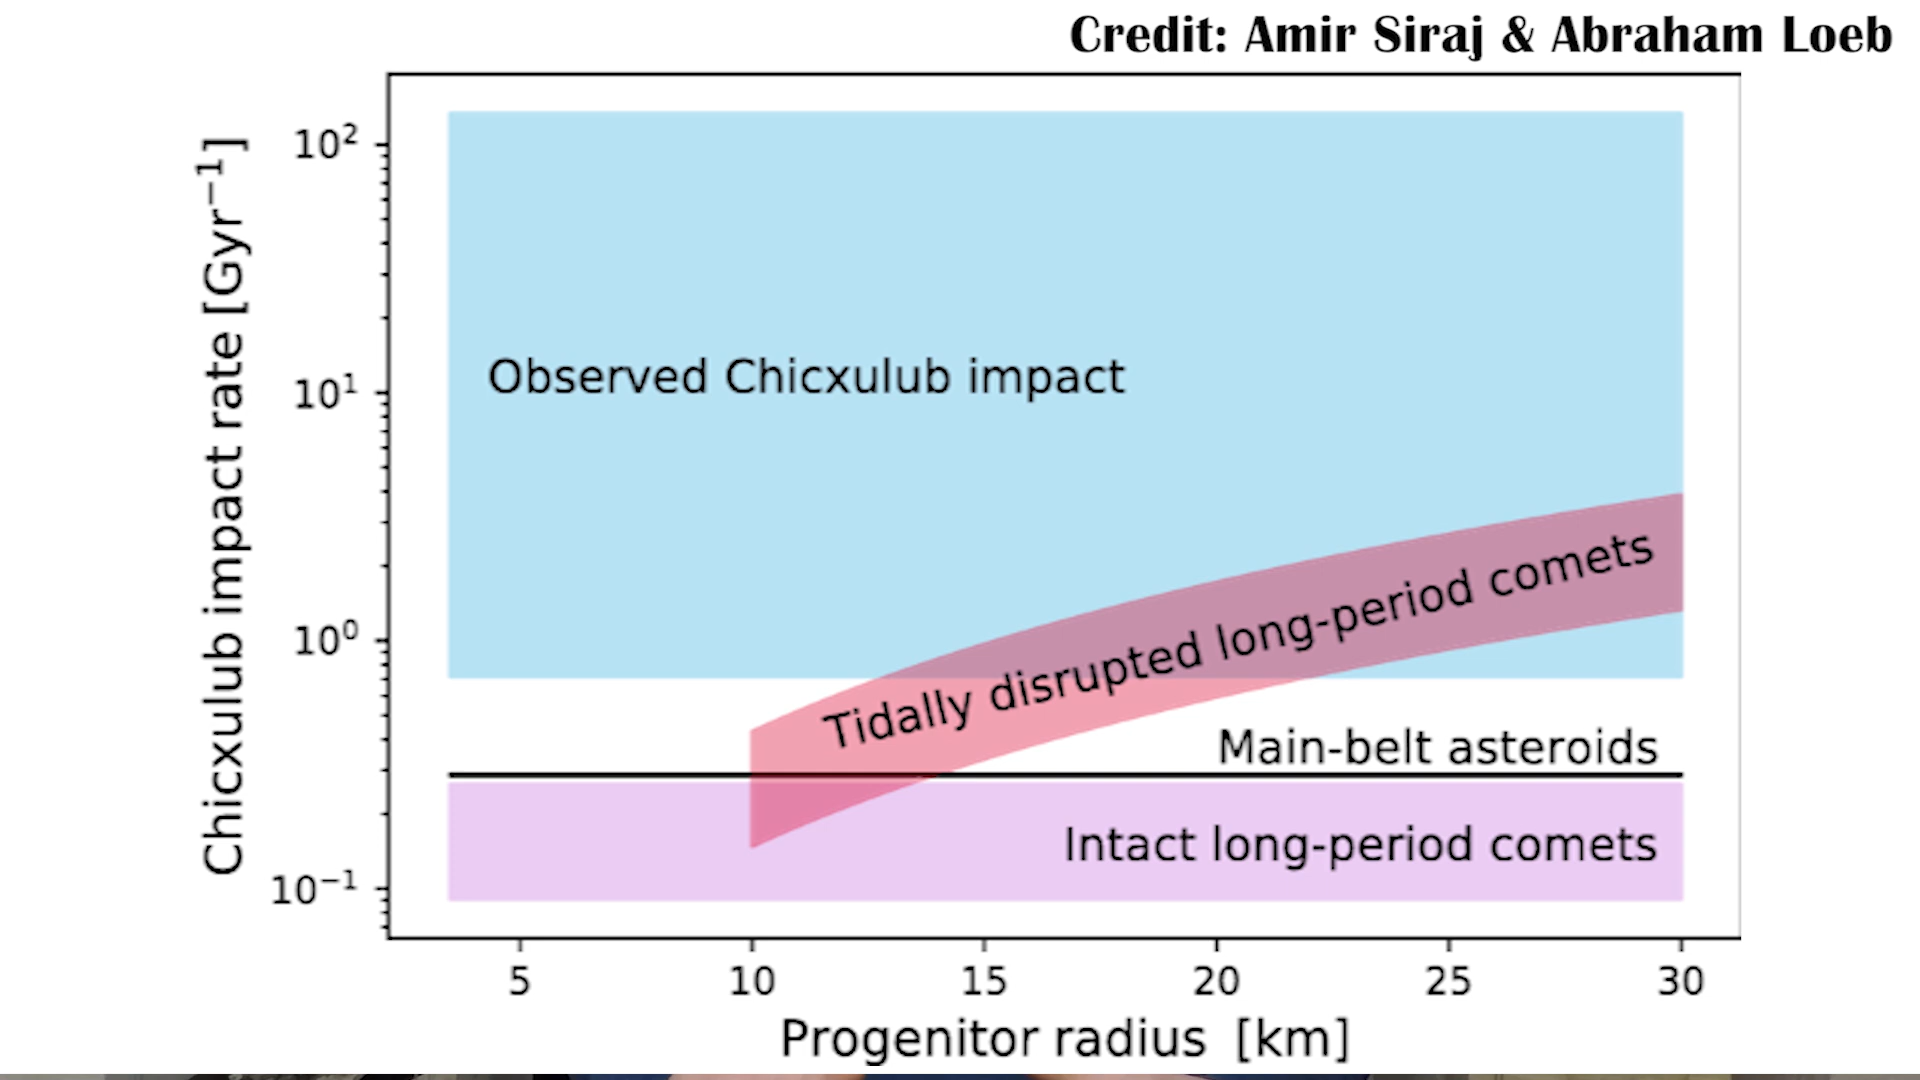 Credit: Amir Siraj & Abraham Loeb
Chicxulub impact rate [Gyr⁻¹]
10²
10¹
10⁰
10⁻¹
Observed Chicxulub impact
Tidally disrupted long-period comets
Main-belt asteroids
Intact long-period comets
5 10 15 20 25 30
Progenitor radius [km]